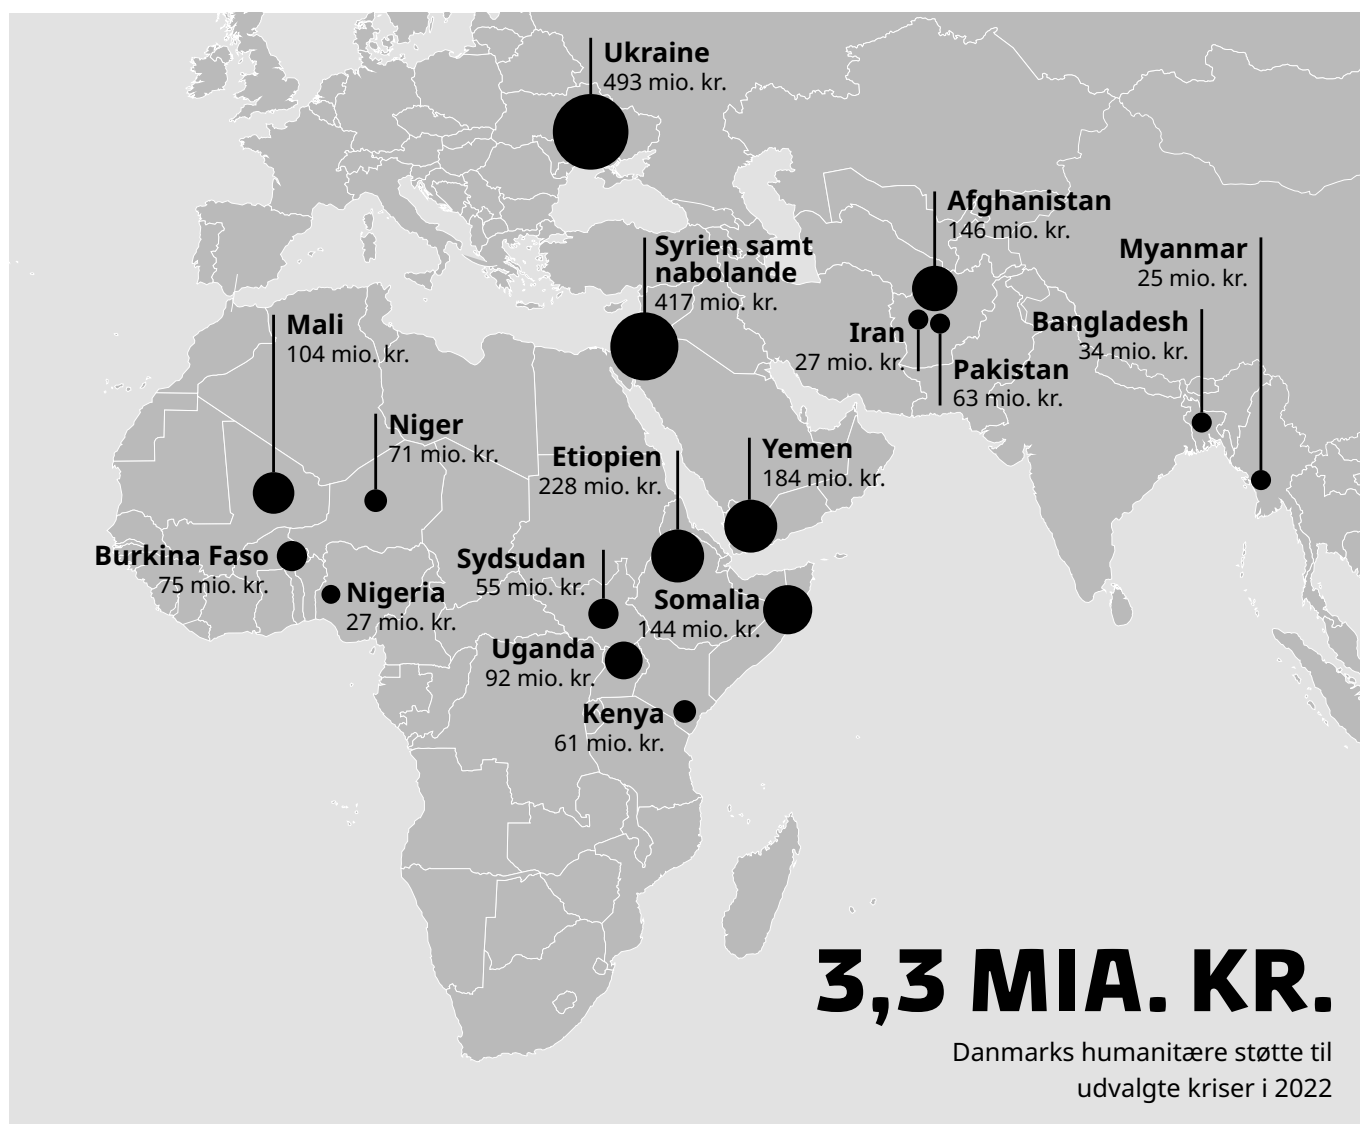 Ukraine
493 mio. kr.
Afghanistan
146 mio. kr.
Syrien samt
nabolande
417 mio. kr.
Myanmar
25 mio. kr.
Mali
104 mio. kr.
Iran
27 mio. kr.
Bangladesh
34 mio. kr.
Pakistan
63 mio. kr.
Niger
71 mio. kr.
Etiopien
228 mio. kr.
Yemen
184 mio. kr.
Burkina Faso
75 mio. kr.
Sydsudan
55 mio. kr.
Nigeria
27 mio. kr.
Somalia
144 mio. kr.
Uganda
92 mio. kr.
Kenya
61 mio. kr.
3,3 MIA. KR.
Danmarks humanitære støtte til
udvalgte kriser i 2022